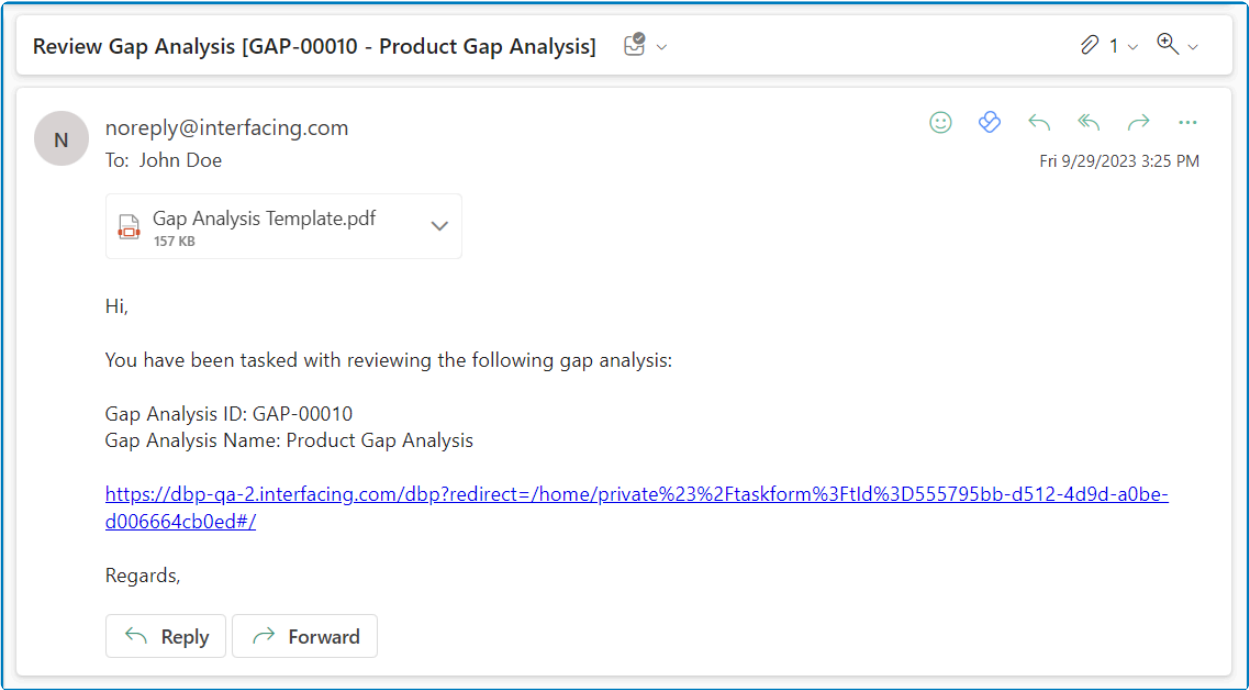 Review Gap Analysis [GAP-00010 - Product Gap Analysis]
1
N
noreply@interfacing.com
To: John Doe
Fri 9/29/2023 3:25 PM
Gap Analysis Template.pdf
157 KB
Hi,
You have been tasked with reviewing the following gap analysis:
Gap Analysis ID: GAP-00010
Gap Analysis Name: Product Gap Analysis
https://dbp-qa-2.interfacing.com/dbp?redirect=/home/private%23%2Ftaskform%3FtId%3D555795bb-d512-4d9d-a0be-
d006664cb0ed#/
Regards,
Reply
Forward